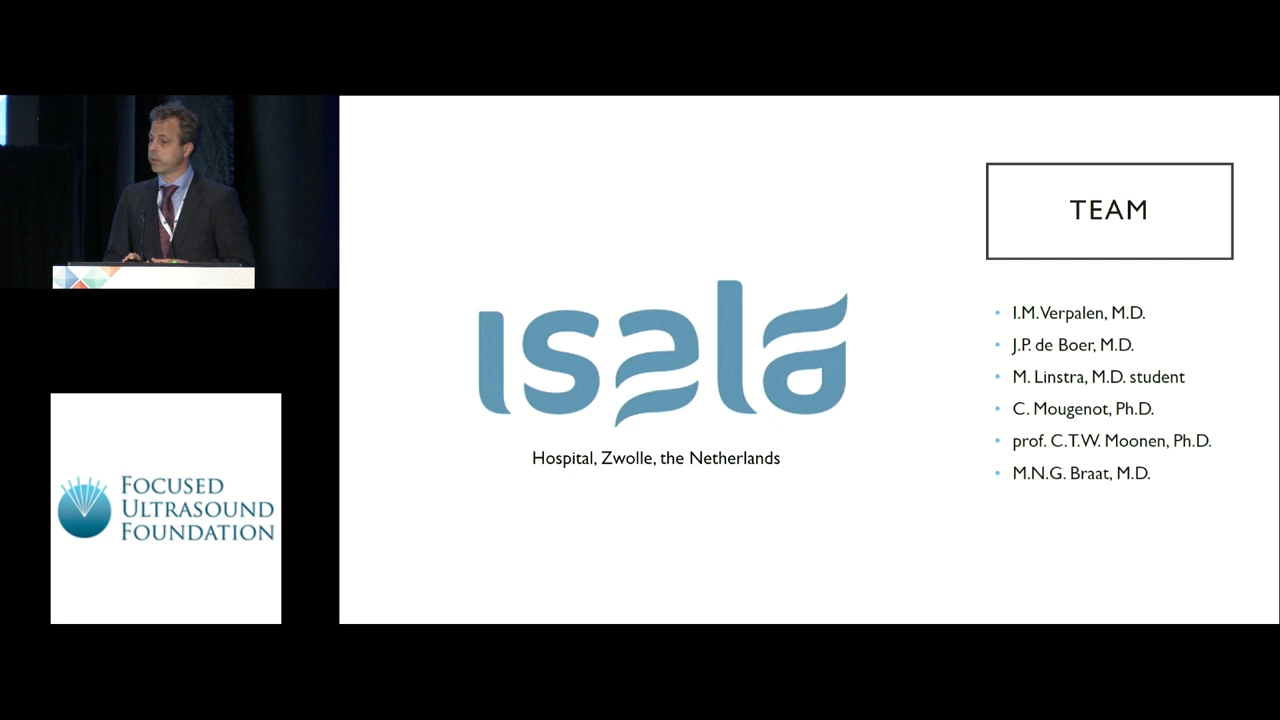 TEAM
isala
Hospital, Zwolle, the Netherlands
I.M. Verpalen, M.D.
J.P. de Boer, M.D.
M. Linstra, M.D. student
C. Mougenot, Ph.D.
prof. C.T.W. Moonen, Ph.D.
M.N.G. Braat, M.D.
FOCUSED
ULTRASOUND
FOUNDATION